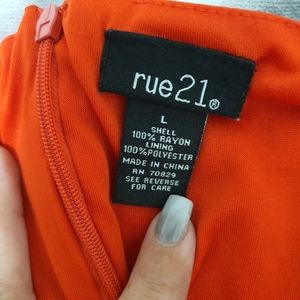 rue21®
L
SHELL
100% RAYON
LINING
100%POLYESTER
MADE IN CHINA
RN 70829
SEE REVERSE
FOR CARE